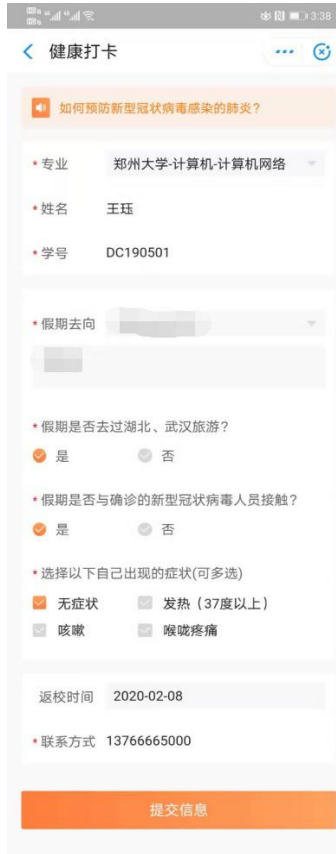 3:38
健康打卡
如何预防新型冠状病毒感染的肺炎？
*专业 郑州大学-计算机-计算机网络
*姓名 王珏
*学号 DC190501
*假期去向
*假期是否去过湖北、武汉旅游？
是 否
*假期是否与确诊的新型冠状病毒人员接触？
是 否
*选择以下自己出现的症状(可多选)
无症状 发热（37度以上）
咳嗽 喉咙疼痛
返校时间 2020-02-08
*联系方式 13766665000
提交信息